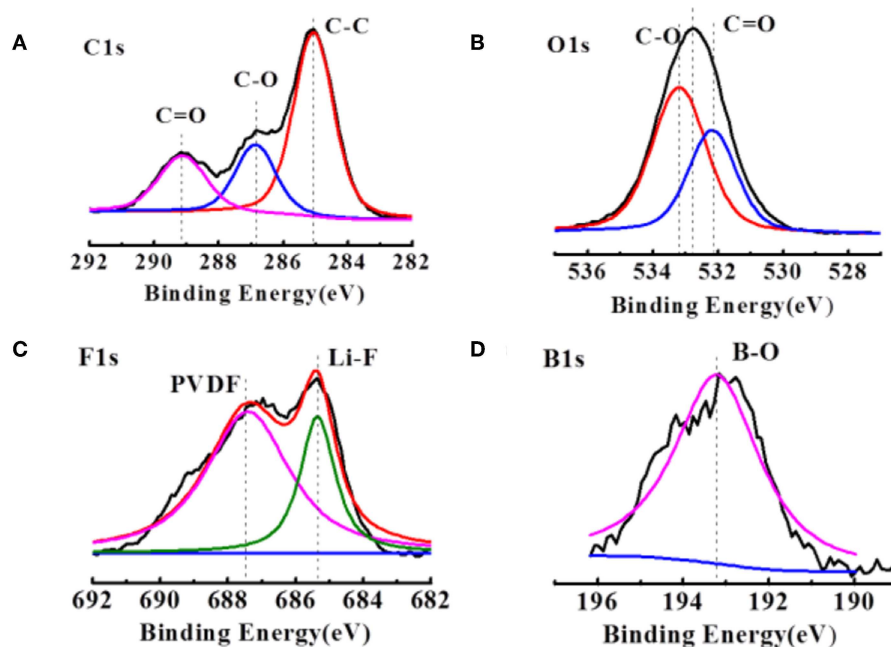 A
C1s
C=O
C-O
C-C
292 290 288 286 284 282
Binding Energy(eV)
B
O1s
C-O
C=O
536 534 532 530 528
Binding Energy(eV)
C
F1s
PVDF
Li-F
692 690 688 686 684 682
Binding Energy(eV)
D
B1s
B-O
196 194 192 190
Binding Energy(eV)